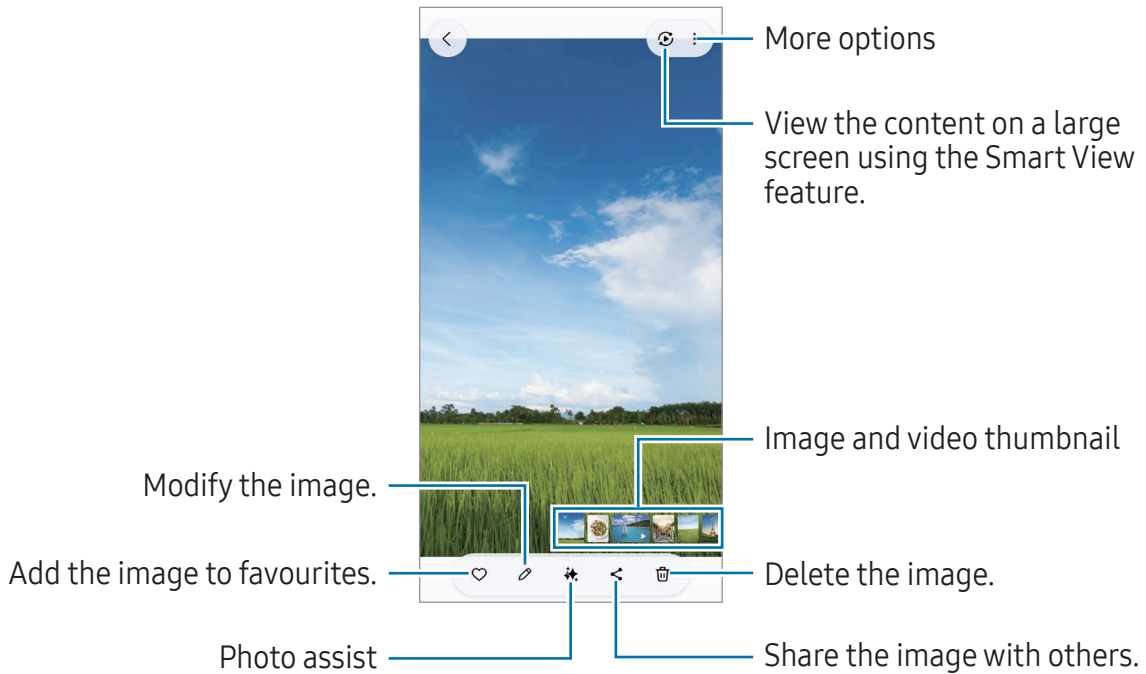 More options
View the content on a large
screen using the Smart View
feature.
Image and video thumbnail
Modify the image.
Add the image to favourites.
Delete the image.
Photo assist
Share the image with others.